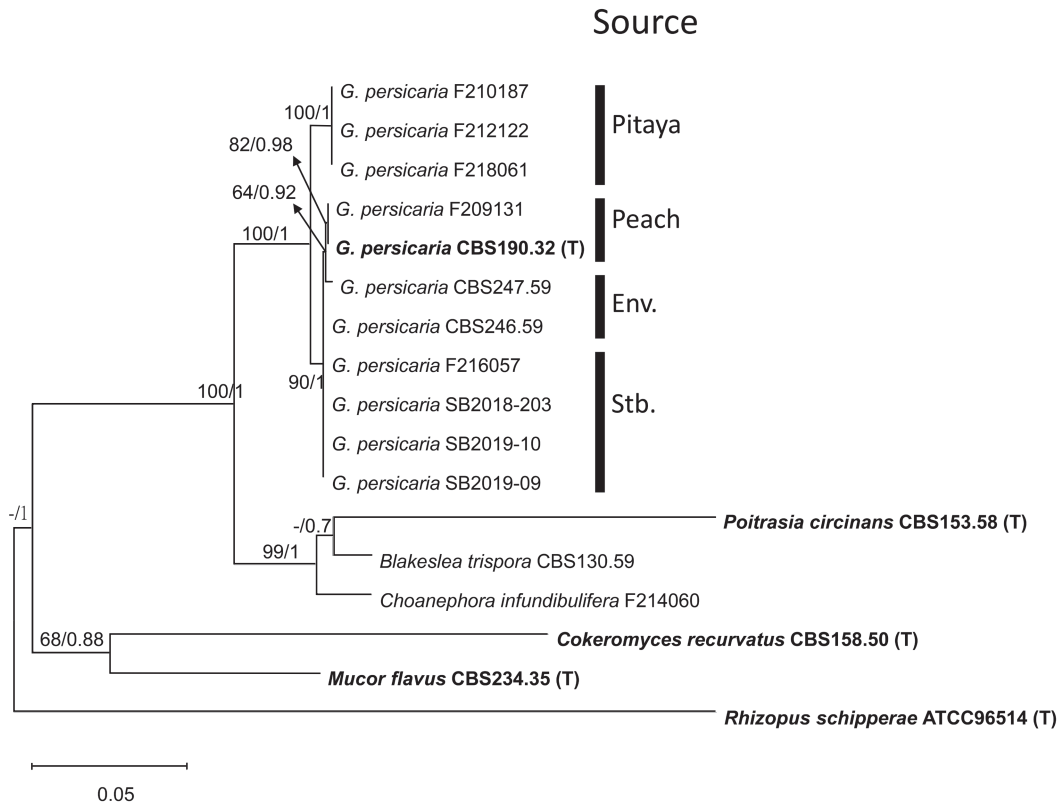 Source
G. persicaria F210187
100/1
Pitaya
G. persicaria F212122
82/0.98
G. persicaria F218061
64/0.92
G. persicaria F209131
Peach
100/1
G. persicaria CBS190.32 (T)
G. persicaria CBS247.59
Env.
G. persicaria CBS246.59
G. persicaria F216057
90/1
100/1
G. persicaria SB2018-203
Stb.
G. persicaria SB2019-10
G. persicaria SB2019-09
-/1
-/0.7
Poitrasia circinans CBS153.58 (T)
99/1
Blakeslea trispora CBS130.59
Choanephora infundibulifera F214060
68/0.88
Cokeromyces recurvatus CBS158.50 (T)
Mucor flavus CBS234.35 (T)
Rhizopus schipperae ATCC96514 (T)
0.05